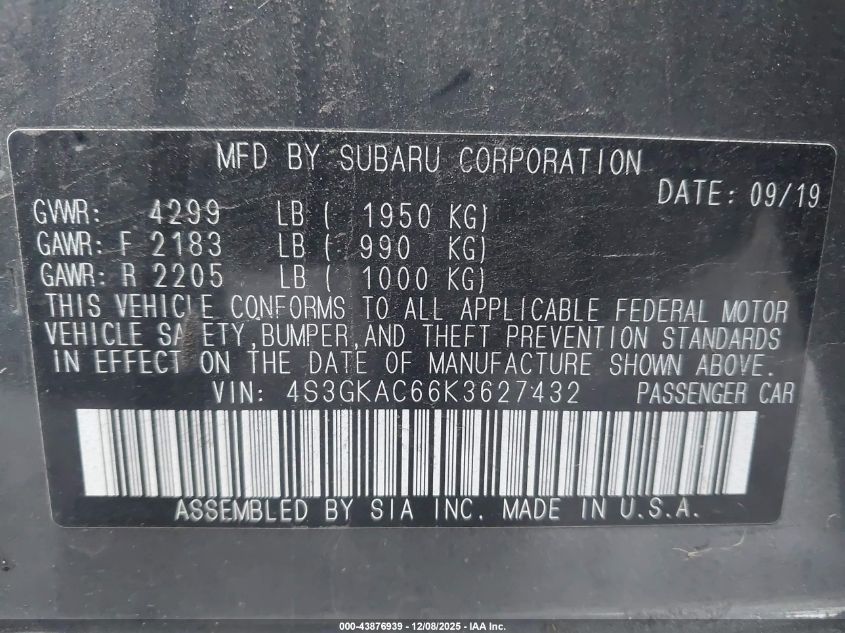 MFD BY SUBARU CORPORATION
DATE: 09/19
GVWR: 4299 LB ( 1950 KG)
GAWR: F 2183 LB ( 990 KG)
GAWR: R 2205 LB ( 1000 KG)
THIS VEHICLE CONFORMS TO ALL APPLICABLE FEDERAL MOTOR
VEHICLE SA ETY,BUMPER,AND THEFT PREVENTION STANDARDS
IN EFFECT ON THE DATE OF MANUFACTURE SHOWN ABOVE.
VIN: 4S3GKAC66K3627432 PASSENGER CAR
ASSEMBLED BY SIA INC. MADE IN U.S.A.
000-43876939 - 12/08/2025 - IAA Inc.